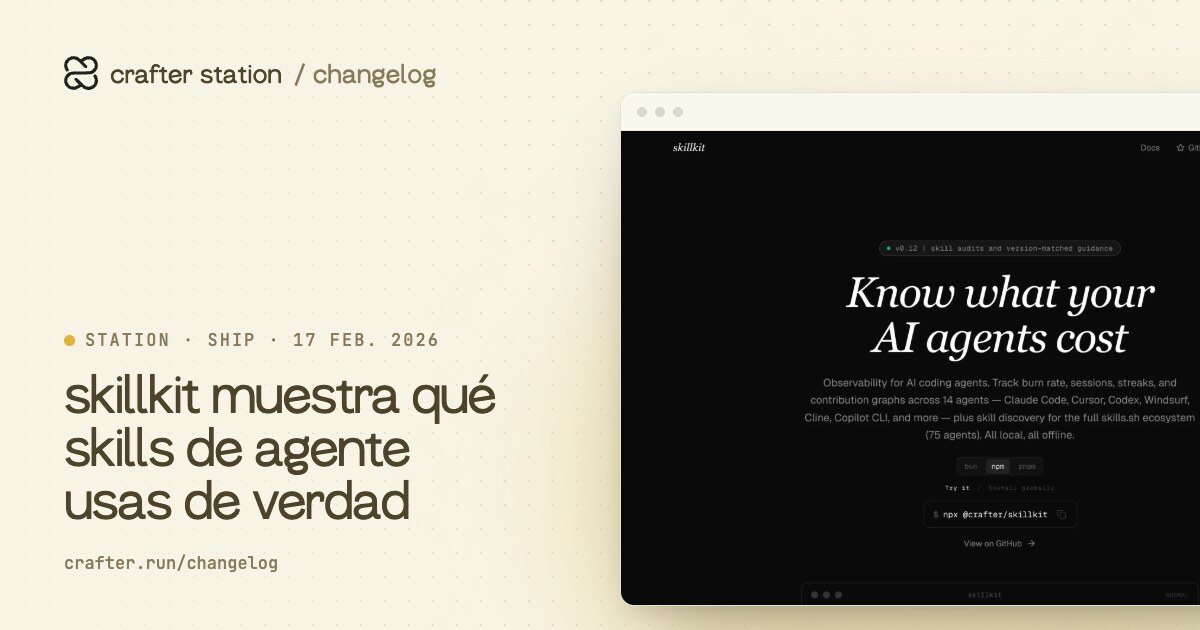 crafter station / changelog
STATION · SHIP · 17 FEB. 2026
skillkit muestra qué
skills de agente
usas de verdad
crafter.run/changelog
skillkit
Docs
v0.12 | skill audits and version-matched guidance
Know what your
AI agents cost
Observability for AI coding agents. Track burn rate, sessions, streaks, and
contribution graphs across 14 agents — Claude Code, Cursor, Codex, Windsurf,
Cline, Copilot CLI, and more — plus skill discovery for the full skills.sh ecosystem
(75 agents). All local, all offline.
bun npm pnpm
Try it / Install globally
$ npx @crafter/skillkit
View on GitHub →
skillkit